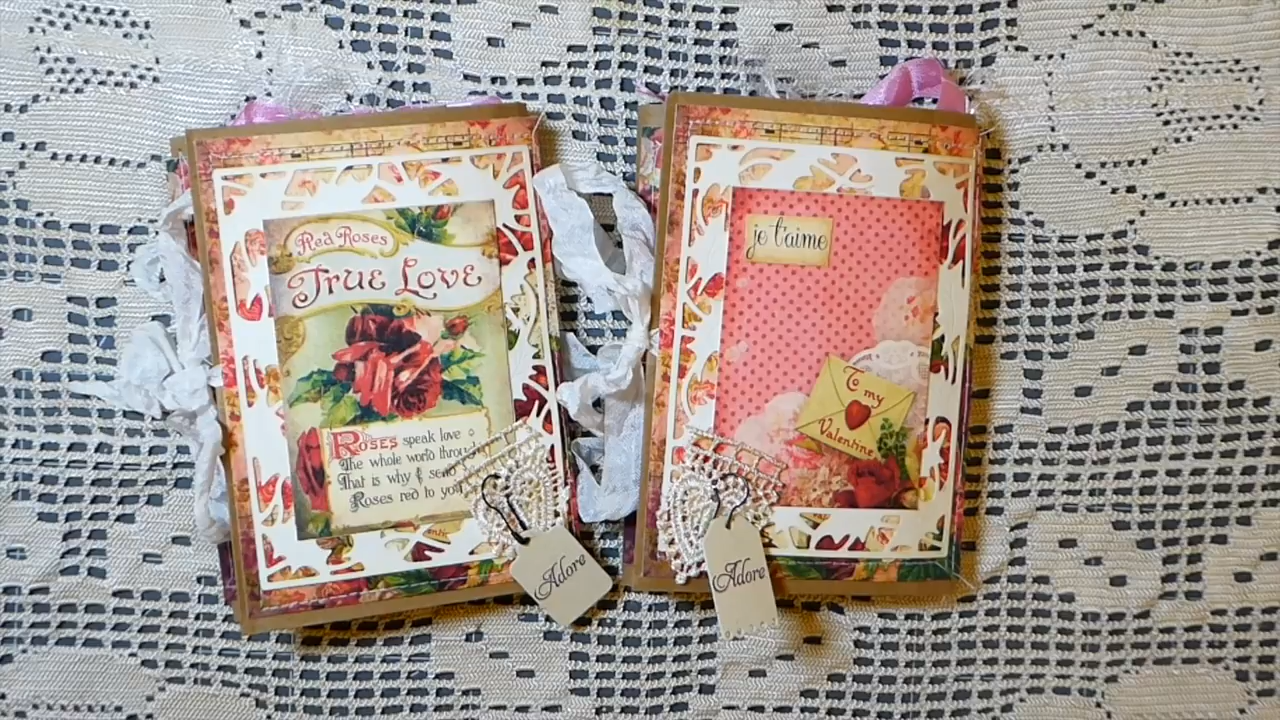 Red Roses
True Love
Roses speak love
The whole world through
That is why I send
Roses red to you
Adore
je t'aime
To my
Valentine
Adore